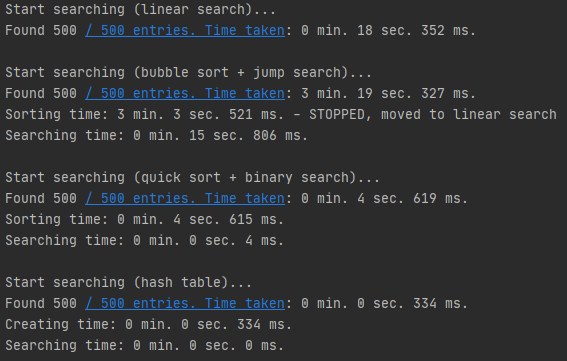 Start searching (linear search)...
Found 500 / 500 entries. Time taken: 0 min. 18 sec. 352 ms.
Start searching (bubble sort + jump search)...
Found 500 / 500 entries. Time taken: 3 min. 19 sec. 327 ms.
Sorting time: 3 min. 3 sec. 521 ms. - STOPPED, moved to linear search
Searching time: 0 min. 15 sec. 806 ms.
Start searching (quick sort + binary search)...
Found 500 / 500 entries. Time taken: 0 min. 4 sec. 619 ms.
Sorting time: 0 min. 4 sec. 615 ms.
Searching time: 0 min. 0 sec. 4 ms.
Start searching (hash table)...
Found 500 / 500 entries. Time taken: 0 min. 0 sec. 334 ms.
Creating time: 0 min. 0 sec. 334 ms.
Searching time: 0 min. 0 sec. 0 ms.